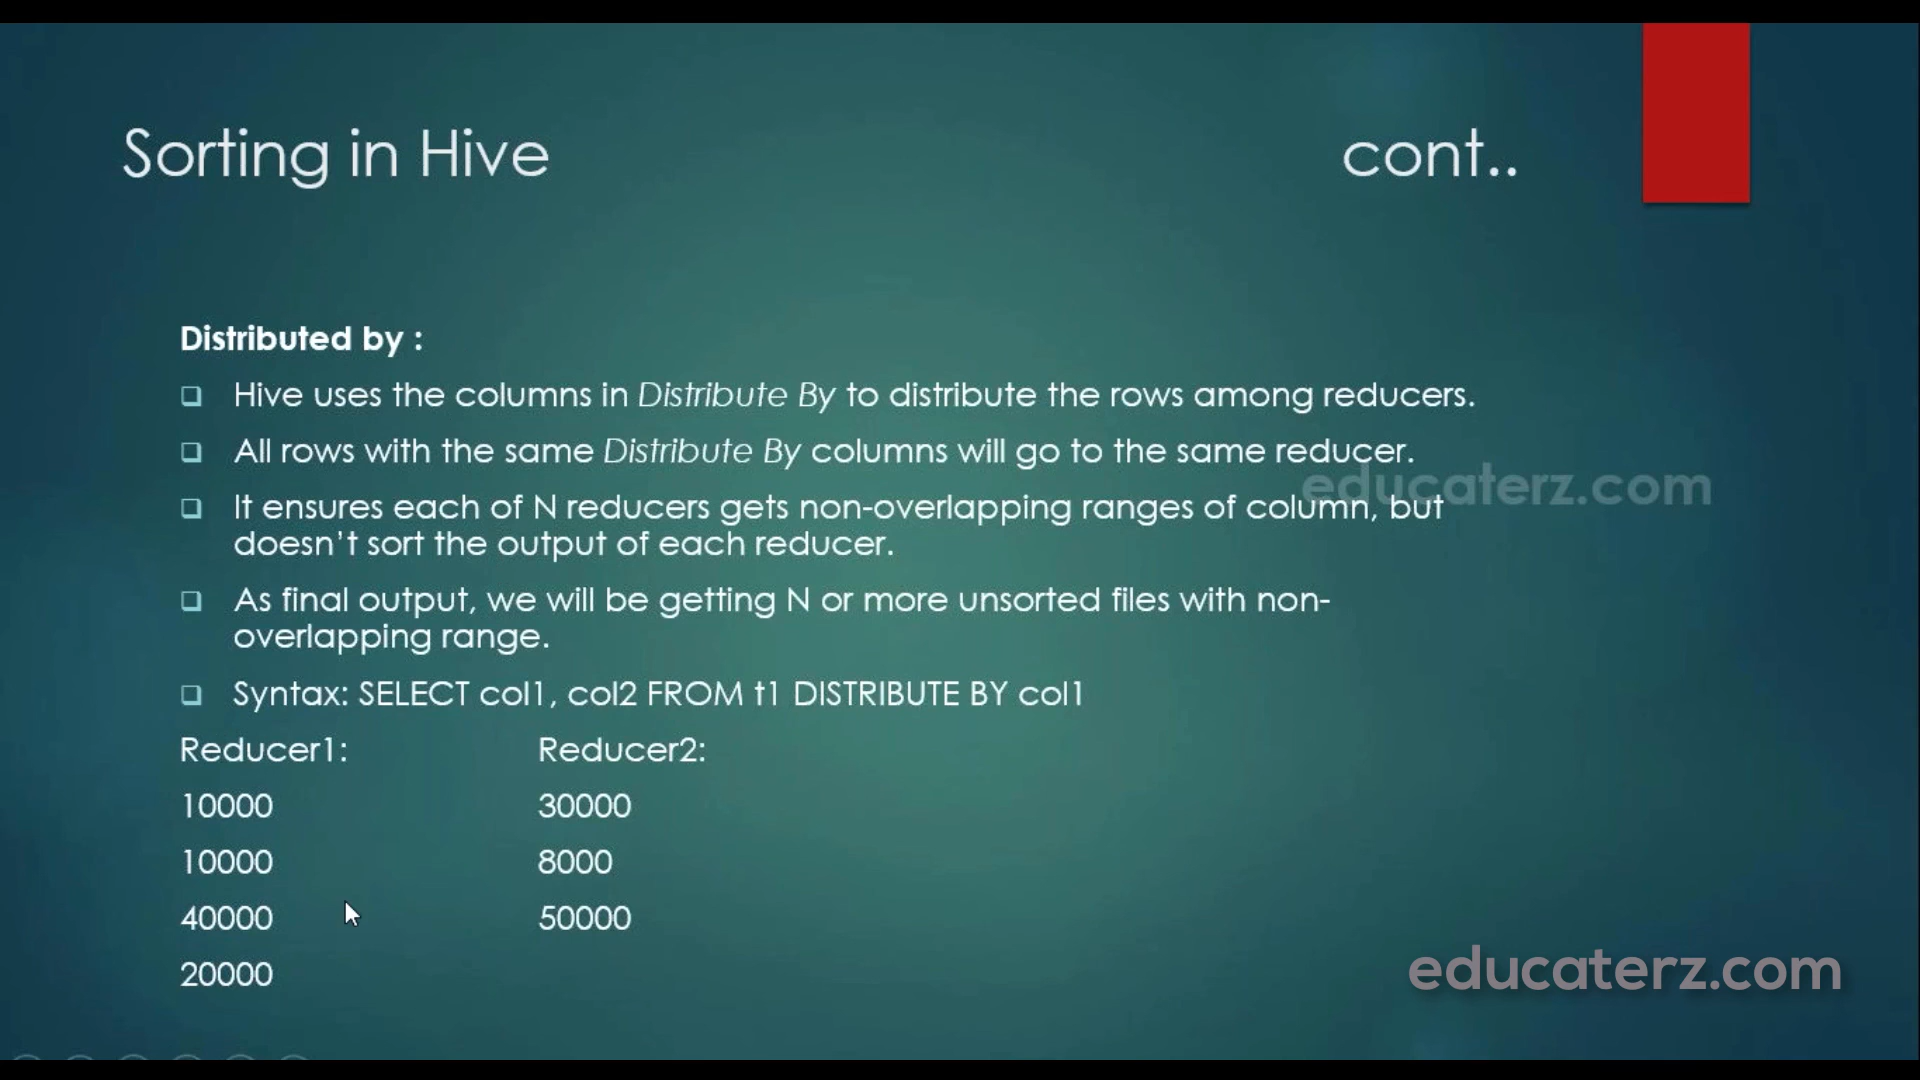 Sorting in Hive cont..
Distributed by :
Hive uses the columns in Distribute By to distribute the rows among reducers.
All rows with the same Distribute By columns will go to the same reducer.
educaterz.com
It ensures each of N reducers gets non-overlapping ranges of column, but
doesn't sort the output of each reducer.
As final output, we will be getting N or more unsorted files with non-
overlapping range.
Syntax: SELECT col1, col2 FROM t1 DISTRIBUTE BY col1
Reducer1: Reducer2:
10000 30000
10000 8000
40000 50000
20000
educaterz.com